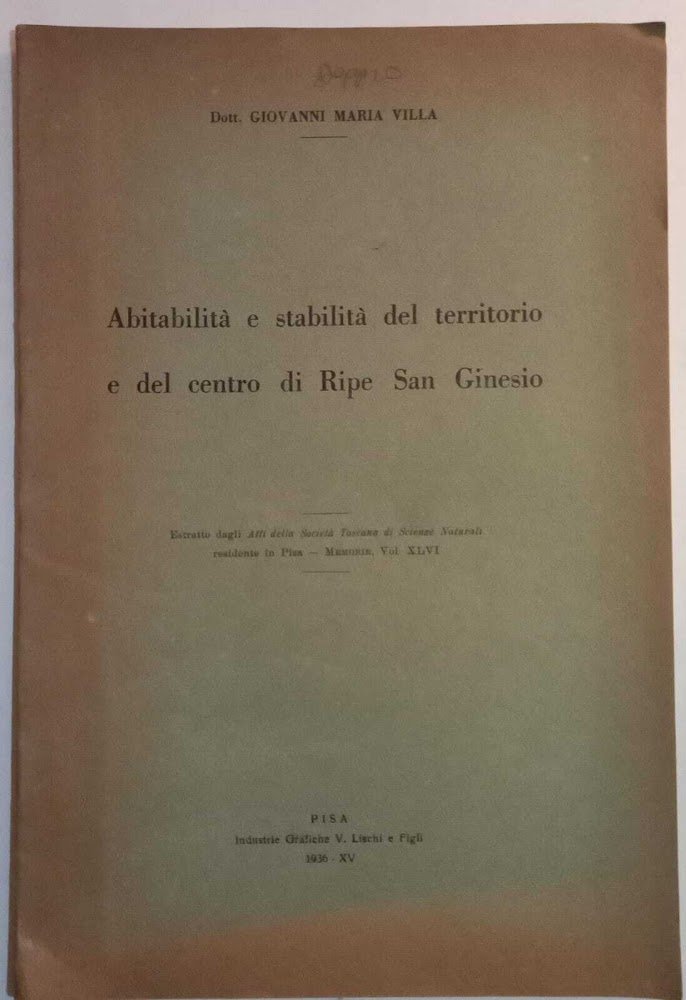 Dott. GIOVANNI MARIA VILLA
Abitabilità e stabilità del territorio
e del centro di Ripe San Ginesio
Estratto dagli Atti della Società Toscana di Scienze Naturali
residente in Pisa — MEMORIE, Vol XLVI
PISA
Industrie Grafiche V. Lischi e Figli
1936 - XV